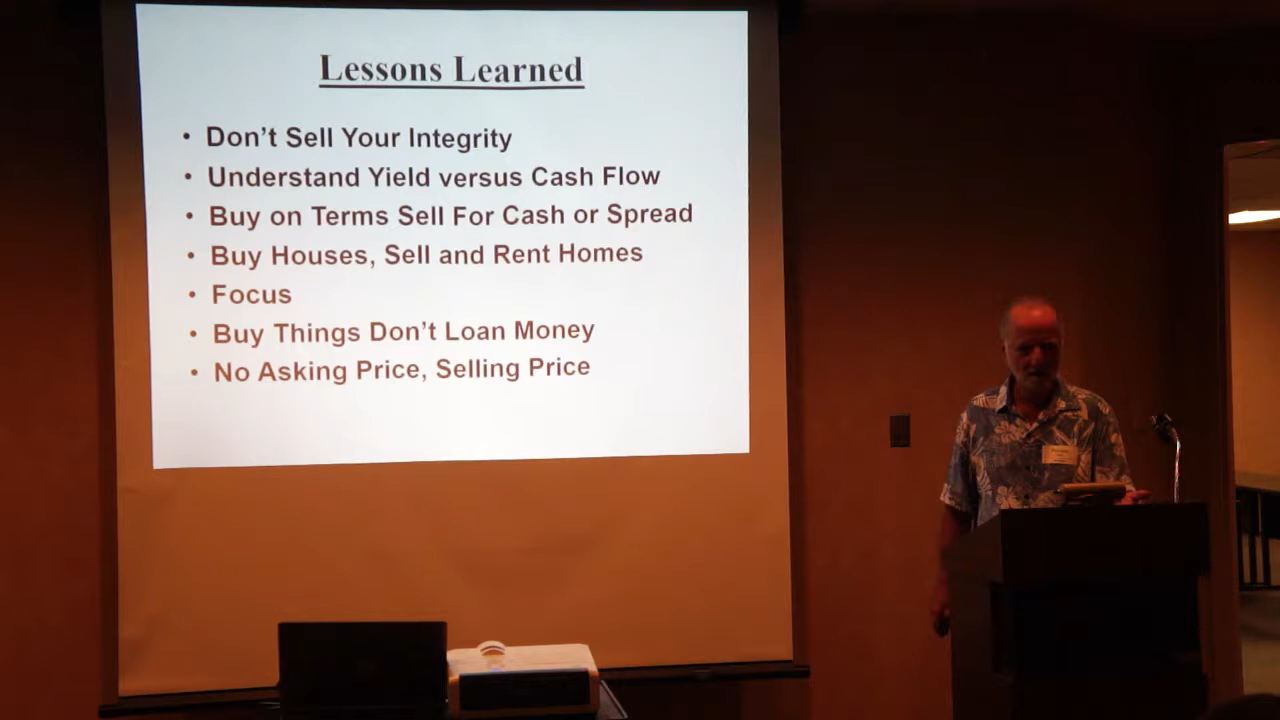 Lessons Learned
• Don't Sell Your Integrity
• Understand Yield versus Cash Flow
• Buy on Terms Sell For Cash or Spread
• Buy Houses, Sell and Rent Homes
• Focus
• Buy Things Don't Loan Money
• No Asking Price, Selling Price